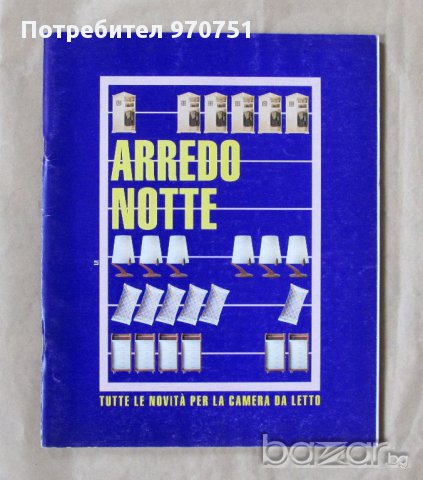 Потребител 970751
ARREDO
NOTTE
TUTTE LE NOVITÀ PER LA CAMERA DA LETTO
bazar.bg